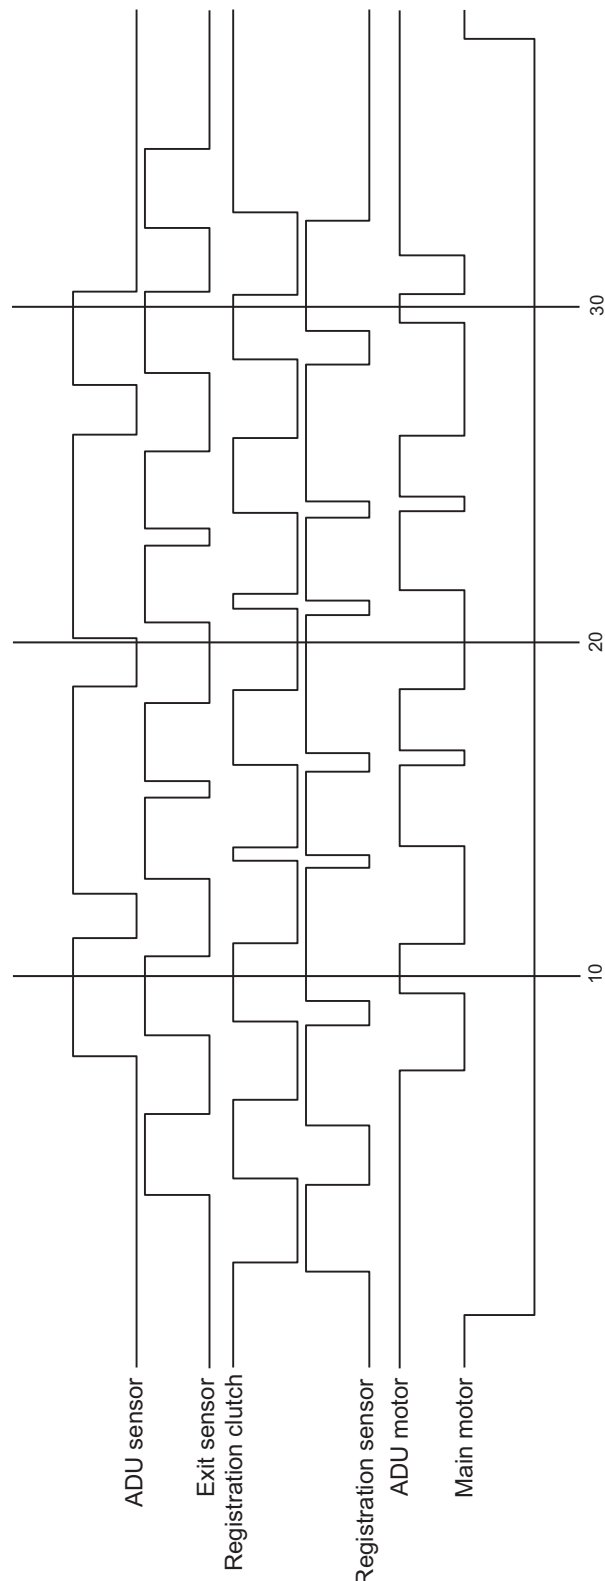 ADU sensor
Exit sensor
Registration clutch
Registration sensor
ADU motor
Main motor
10
20
30